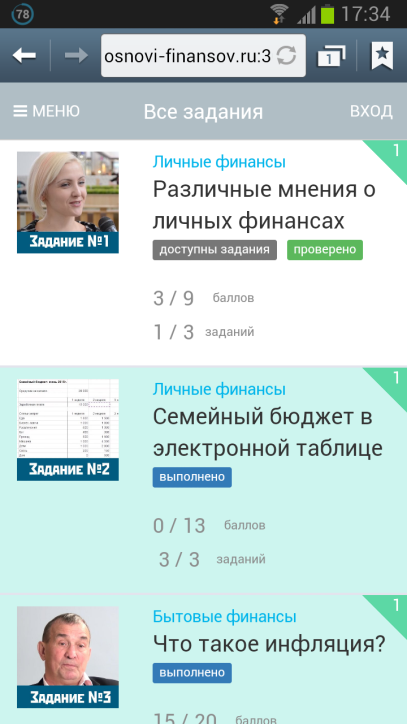 78
17:34
osnovi-finansov.ru:3
1
МЕНЮ
Все задания
ВХОД
1
Личные финансы
Различные мнения о
личных финансах
доступны задания
проверено
ЗАДАНИЕ №1
3 / 9 баллов
1 / 3 заданий
1
Личные финансы
Семейный бюджет в
электронной таблице
выполнено
ЗАДАНИЕ №2
0 / 13 баллов
3 / 3 заданий
1
Бытовые финансы
Что такое инфляция?
выполнено
ЗАДАНИЕ №3
15 / 20 баллов